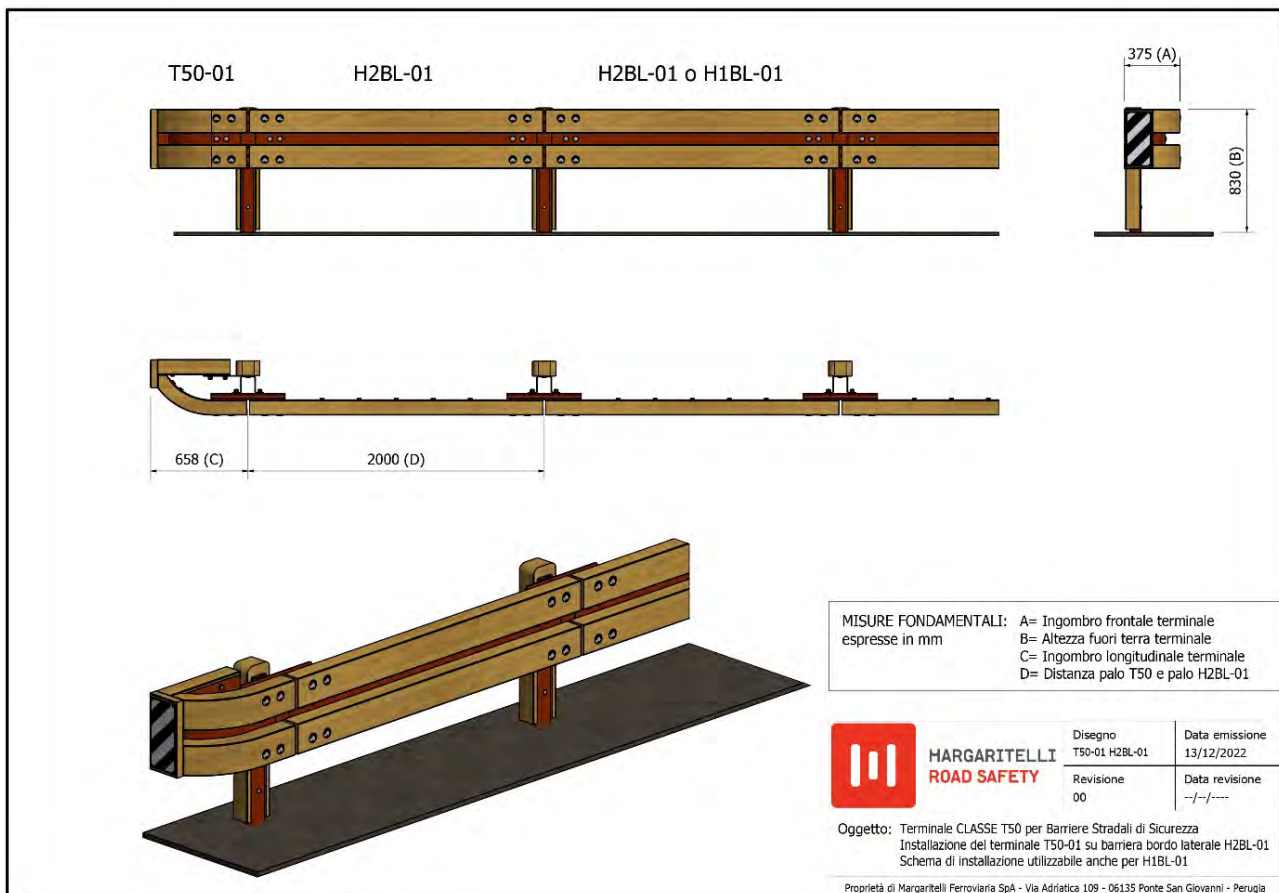 T50-01
H2BL-01
H2BL-01 o H1BL-01
375 (A)
830 (B)
658 (C)
2000 (D)
MISURE FONDAMENTALI:
espresse in mm
A= Ingombro frontale terminale
B= Altezza fuori terra terminale
C= Ingombro longitudinale terminale
D= Distanza palo T50 e palo H2BL-01
MARGARITELLI
ROAD SAFETY
Disegno
T50-01 H2BL-01
Data emissione
13/12/2022
Revisione
00
Data revisione
--/--/----
Oggetto: Terminale CLASSE T50 per Barriere Stradali di Sicurezza
Installazione del terminale T50-01 su barriera bordo laterale H2BL-01
Schema di installazione utilizzabile anche per H1BL-01
Proprietà di Margaritelli Ferroviaria SpA - Via Adriatica 109 - 06135 Ponte San Giovanni - Perugia